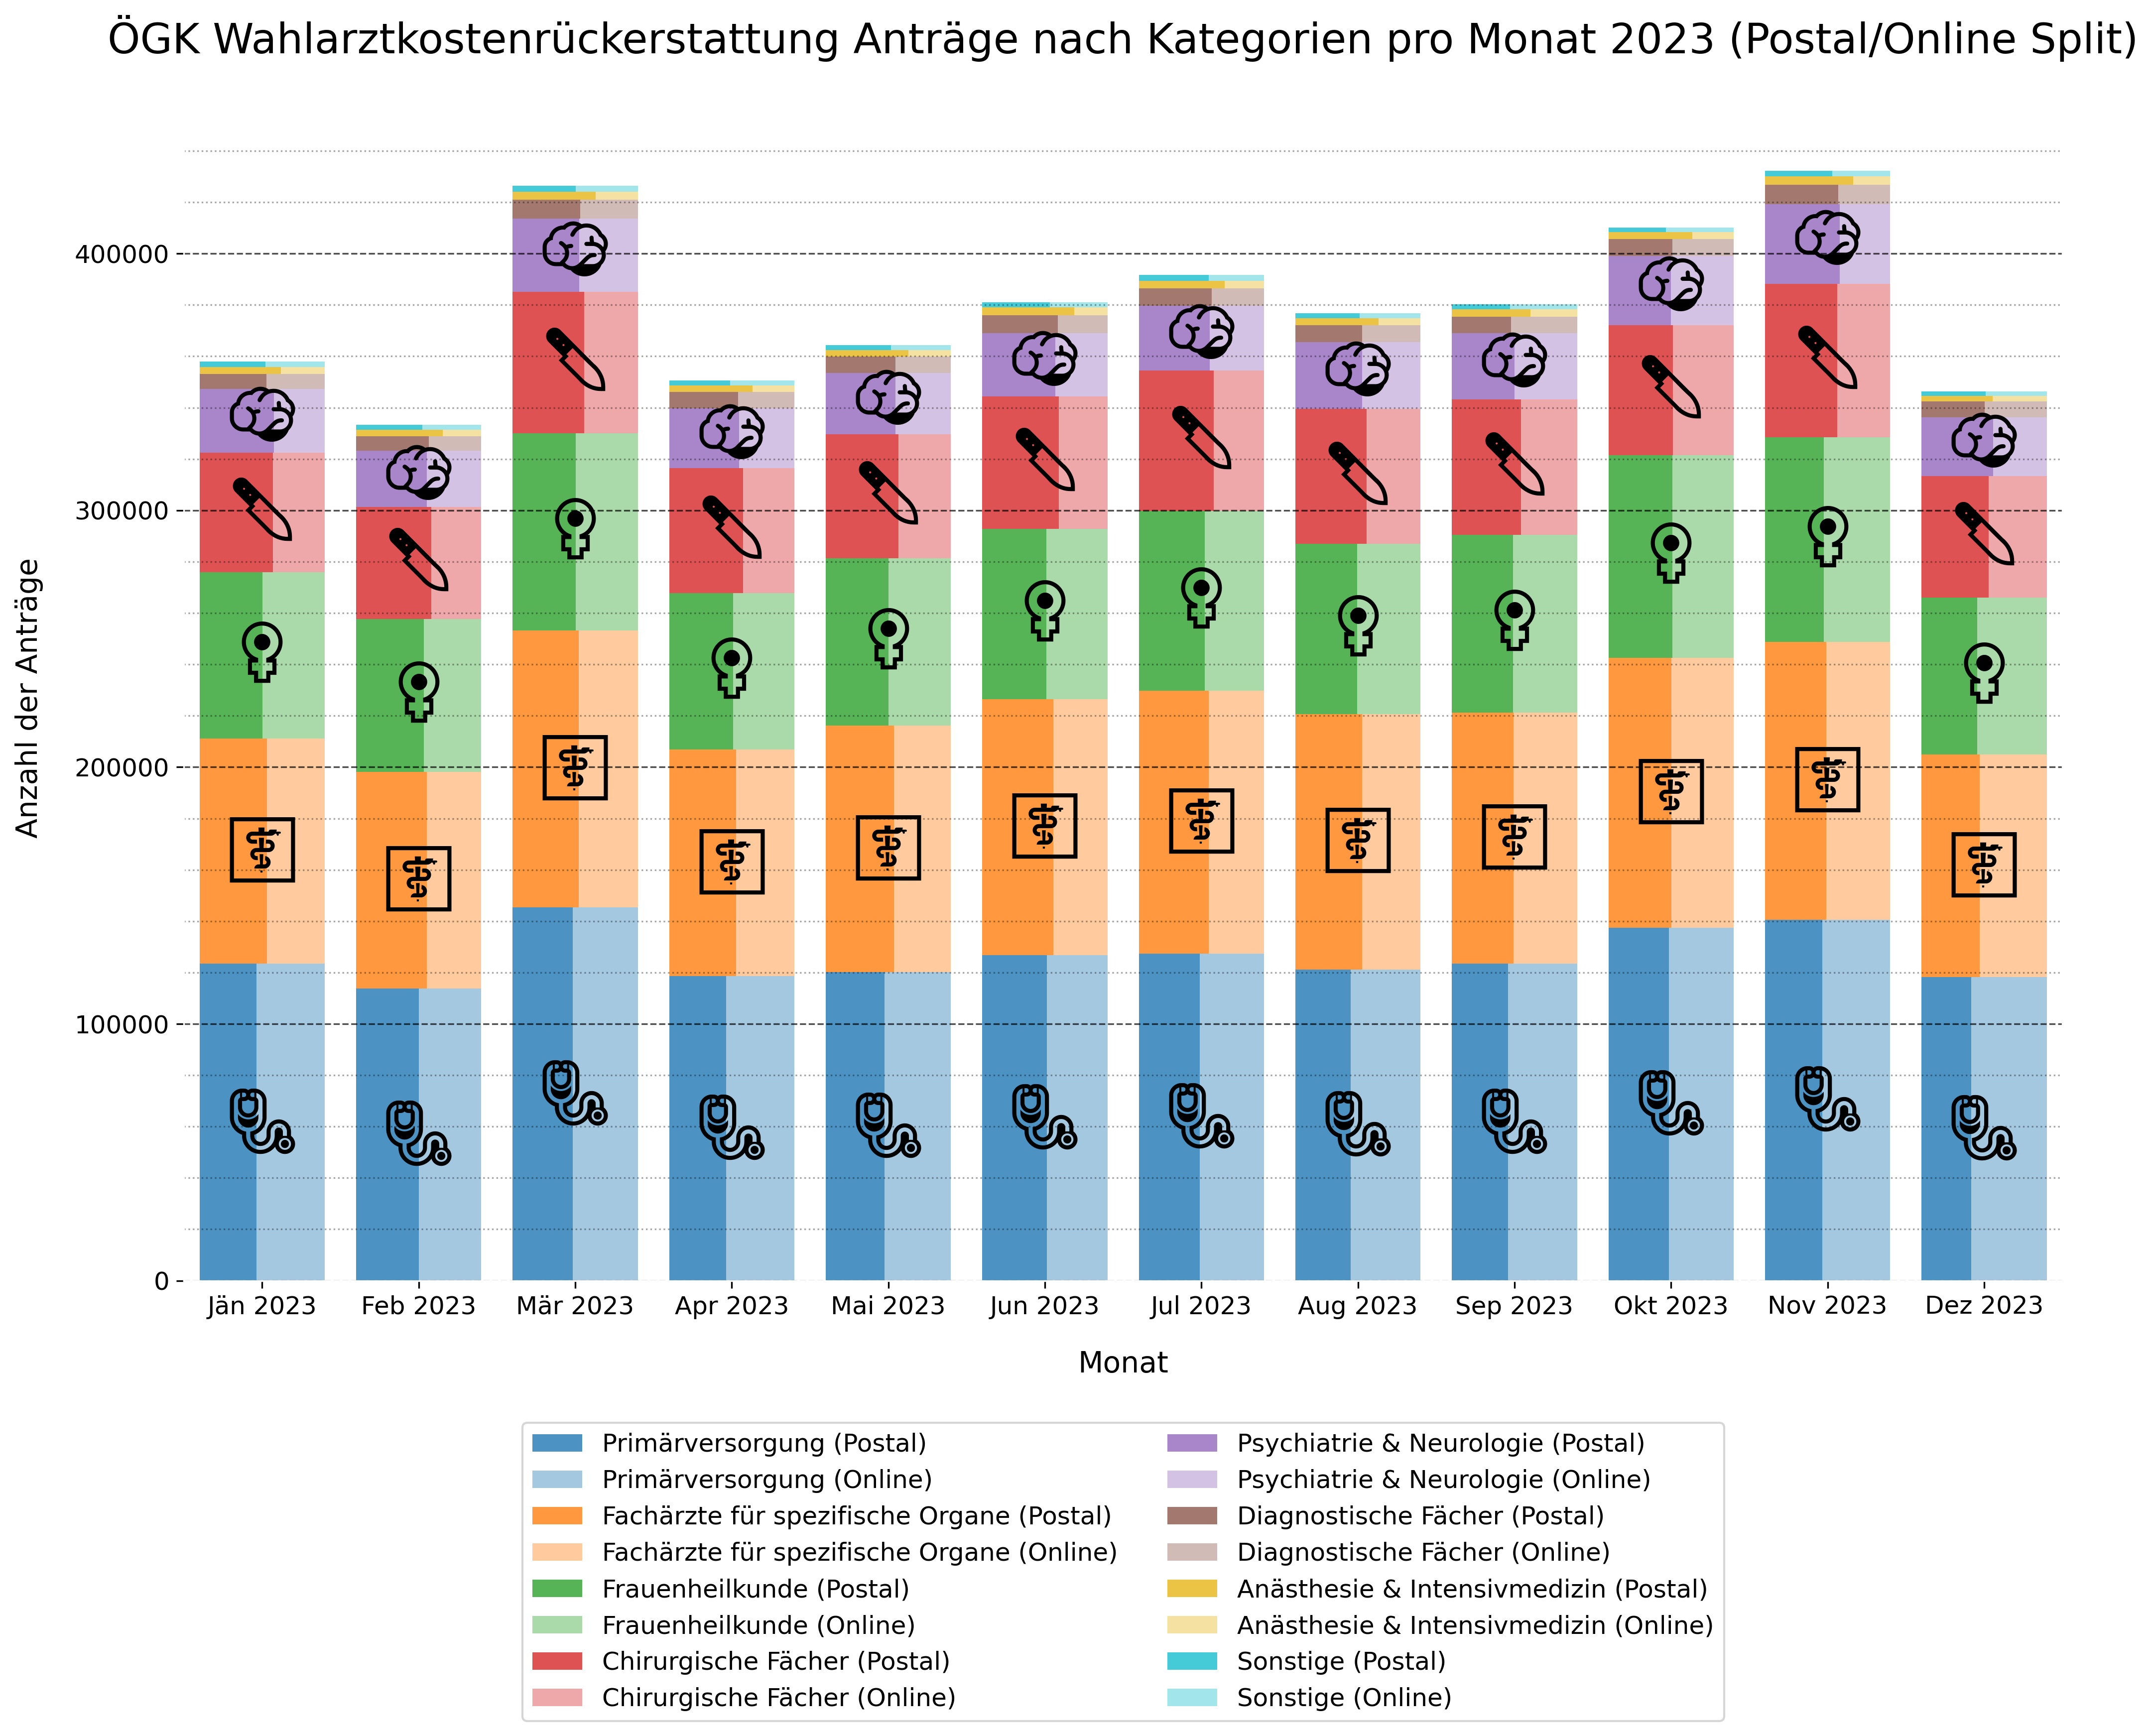 ÖGK Wahlarztkostenrückerstattung Anträge nach Kategorien pro Monat 2023 (Postal/Online Split)
Anzahl der Anträge
400000
300000
200000
100000
0
Jän 2023
Feb 2023
Mär 2023
Apr 2023
Mai 2023
Jun 2023
Jul 2023
Aug 2023
Sep 2023
Okt 2023
Nov 2023
Dez 2023
Monat
Primärversorgung (Postal)
Primärversorgung (Online)
Fachärzte für spezifische Organe (Postal)
Fachärzte für spezifische Organe (Online)
Frauenheilkunde (Postal)
Frauenheilkunde (Online)
Chirurgische Fächer (Postal)
Chirurgische Fächer (Online)
Psychiatrie & Neurologie (Postal)
Psychiatrie & Neurologie (Online)
Diagnostische Fächer (Postal)
Diagnostische Fächer (Online)
Anästhesie & Intensivmedizin (Postal)
Anästhesie & Intensivmedizin (Online)
Sonstige (Postal)
Sonstige (Online)